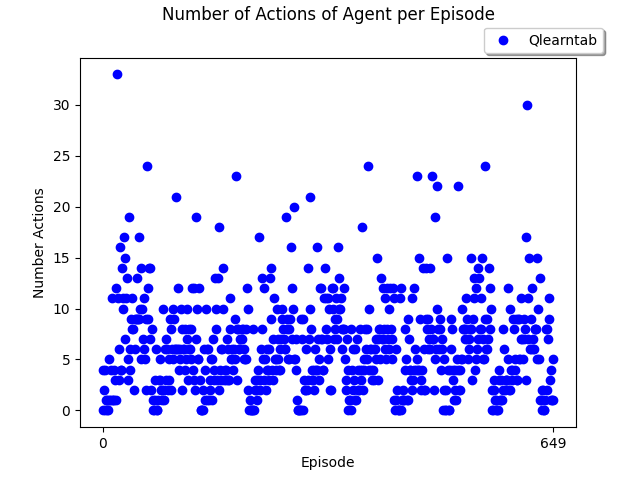 Number of Actions of Agent per Episode
Qlearntab
30
25
20
15
10
5
0
Number Actions
0
649
Episode